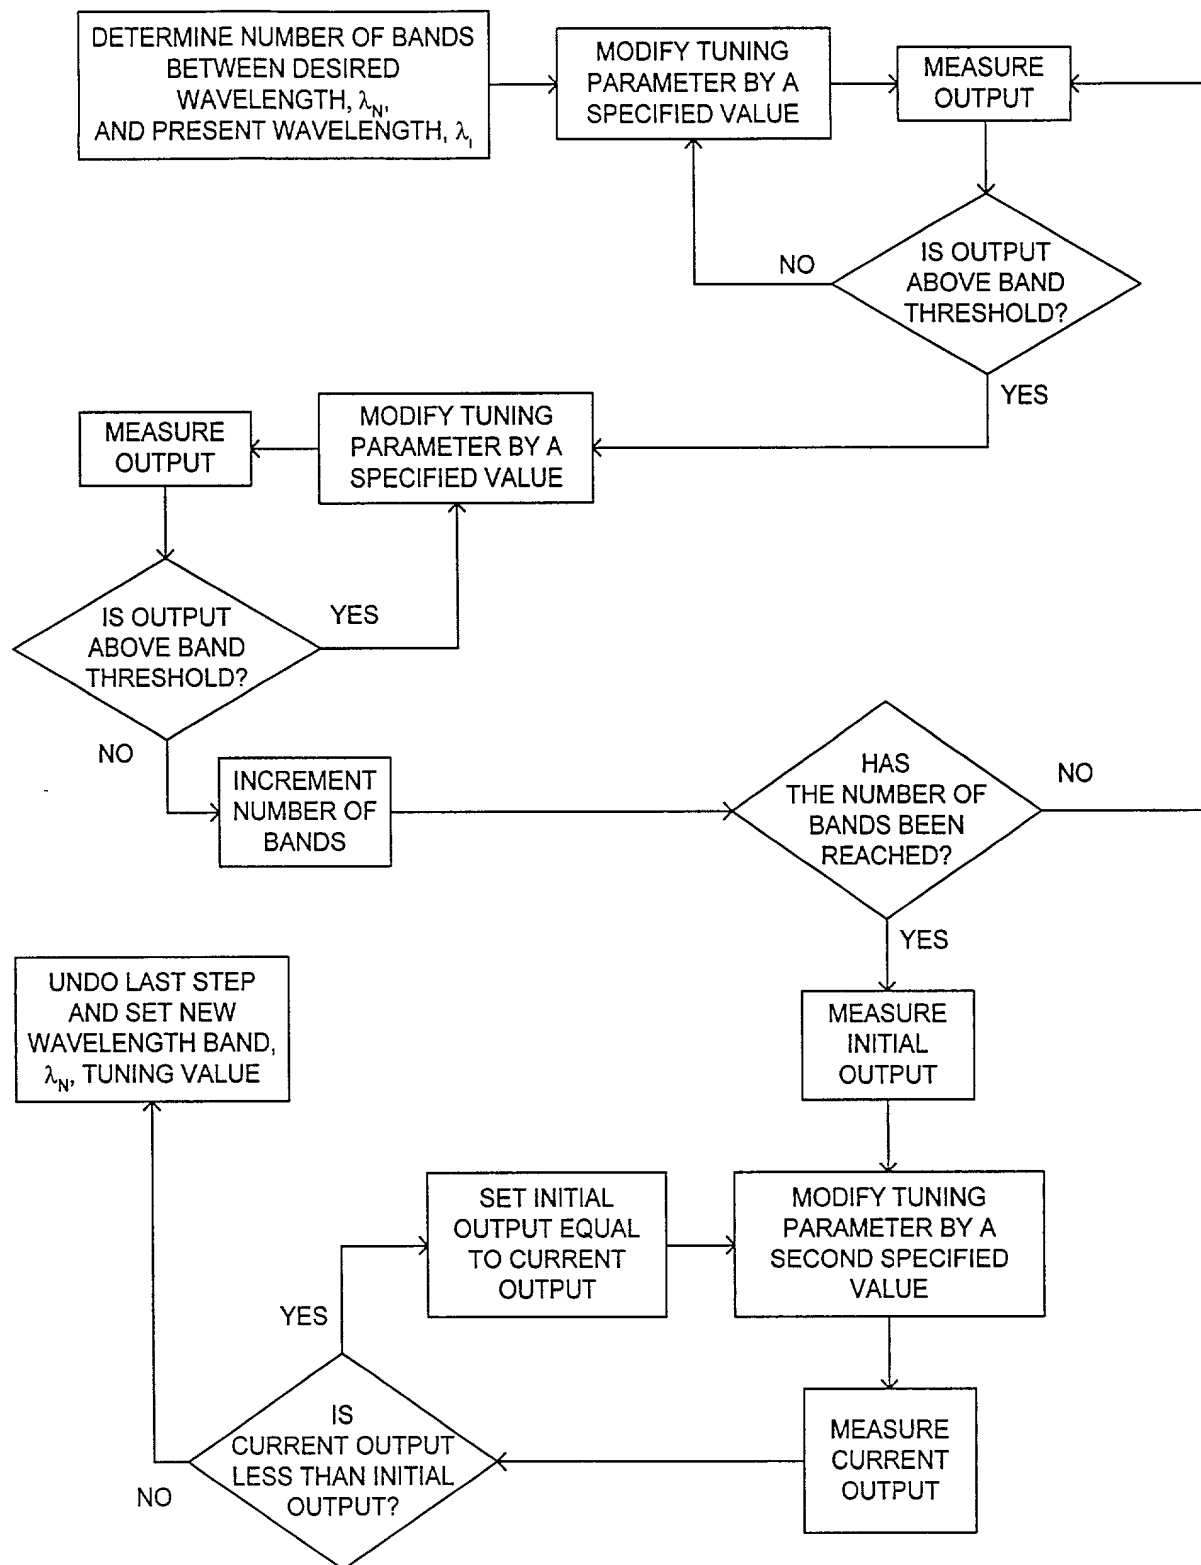 DETERMINE NUMBER OF BANDS
BETWEEN DESIRED
WAVELENGTH, λN,
AND PRESENT WAVELENGTH, λI
MODIFY TUNING
PARAMETER BY A
SPECIFIED VALUE
MEASURE
OUTPUT
IS OUTPUT
ABOVE BAND
THRESHOLD?
NO
YES
MODIFY TUNING
PARAMETER BY A
SPECIFIED VALUE
MEASURE
OUTPUT
IS OUTPUT
ABOVE BAND
THRESHOLD?
YES
NO
INCREMENT
NUMBER OF
BANDS
HAS
THE NUMBER OF
BANDS BEEN
REACHED?
NO
YES
MEASURE
INITIAL
OUTPUT
MODIFY TUNING
PARAMETER BY A
SECOND SPECIFIED
VALUE
MEASURE
CURRENT
OUTPUT
IS
CURRENT OUTPUT
LESS THAN INITIAL
OUTPUT?
YES
SET INITIAL
OUTPUT EQUAL
TO CURRENT
OUTPUT
NO
UNDO LAST STEP
AND SET NEW
WAVELENGTH BAND,
λN, TUNING VALUE